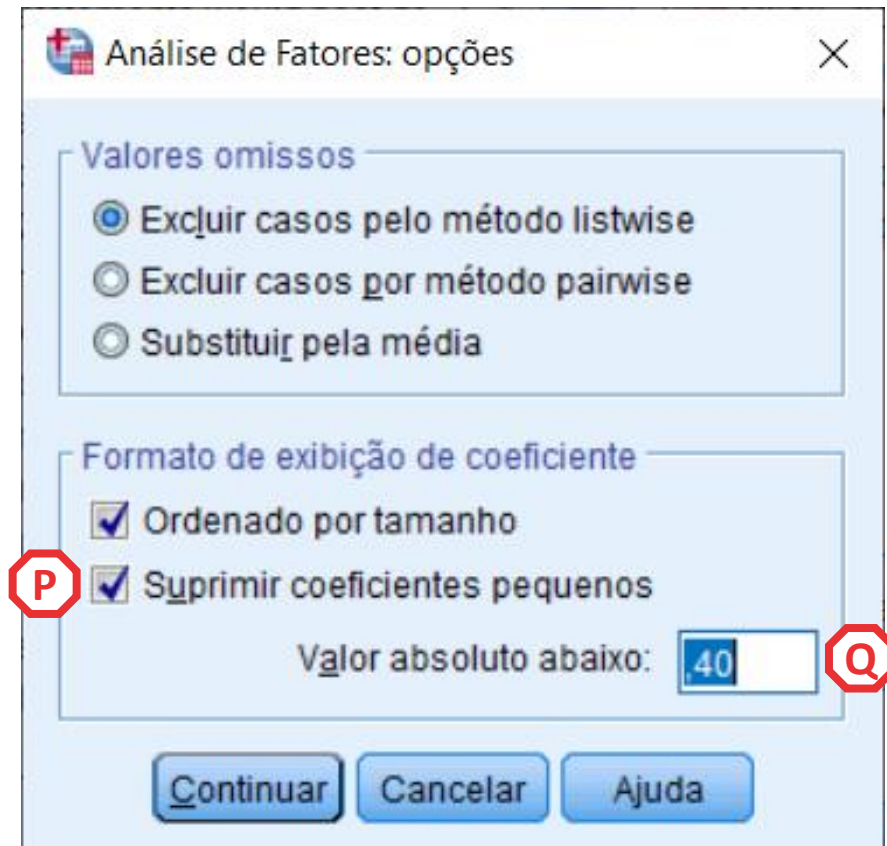 Análise de Fatores: opções
Valores omissos
Excluir casos pelo método listwise
Excluir casos por método pairwise
Substituir pela média
Formato de exibição de coeficiente
Ordenado por tamanho
P Suprimir coeficientes pequenos
Valor absoluto abaixo: ,40 Q
Continuar Cancelar Ajuda